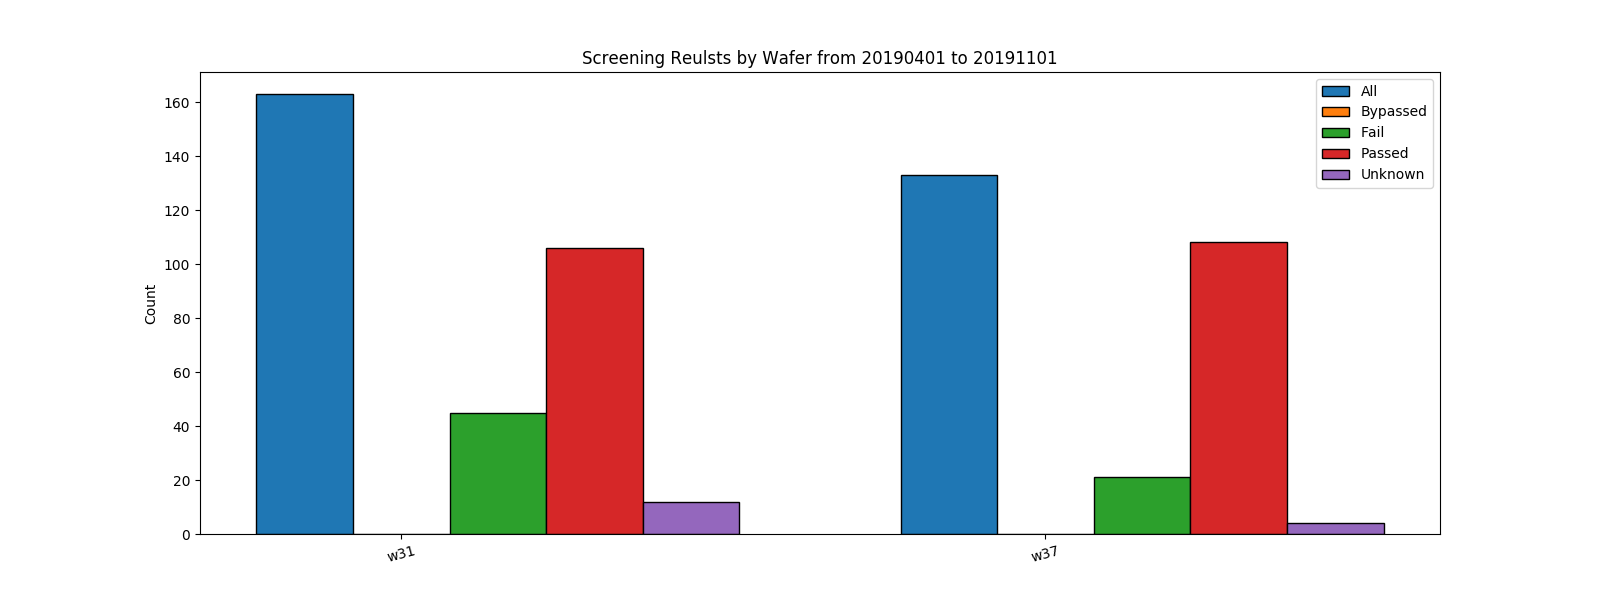 Screening Reulsts by Wafer from 20190401 to 20191101
All
Bypassed
Fail
Passed
Unknown
160
140
120
100
80
60
40
20
0
Count
w31
w37